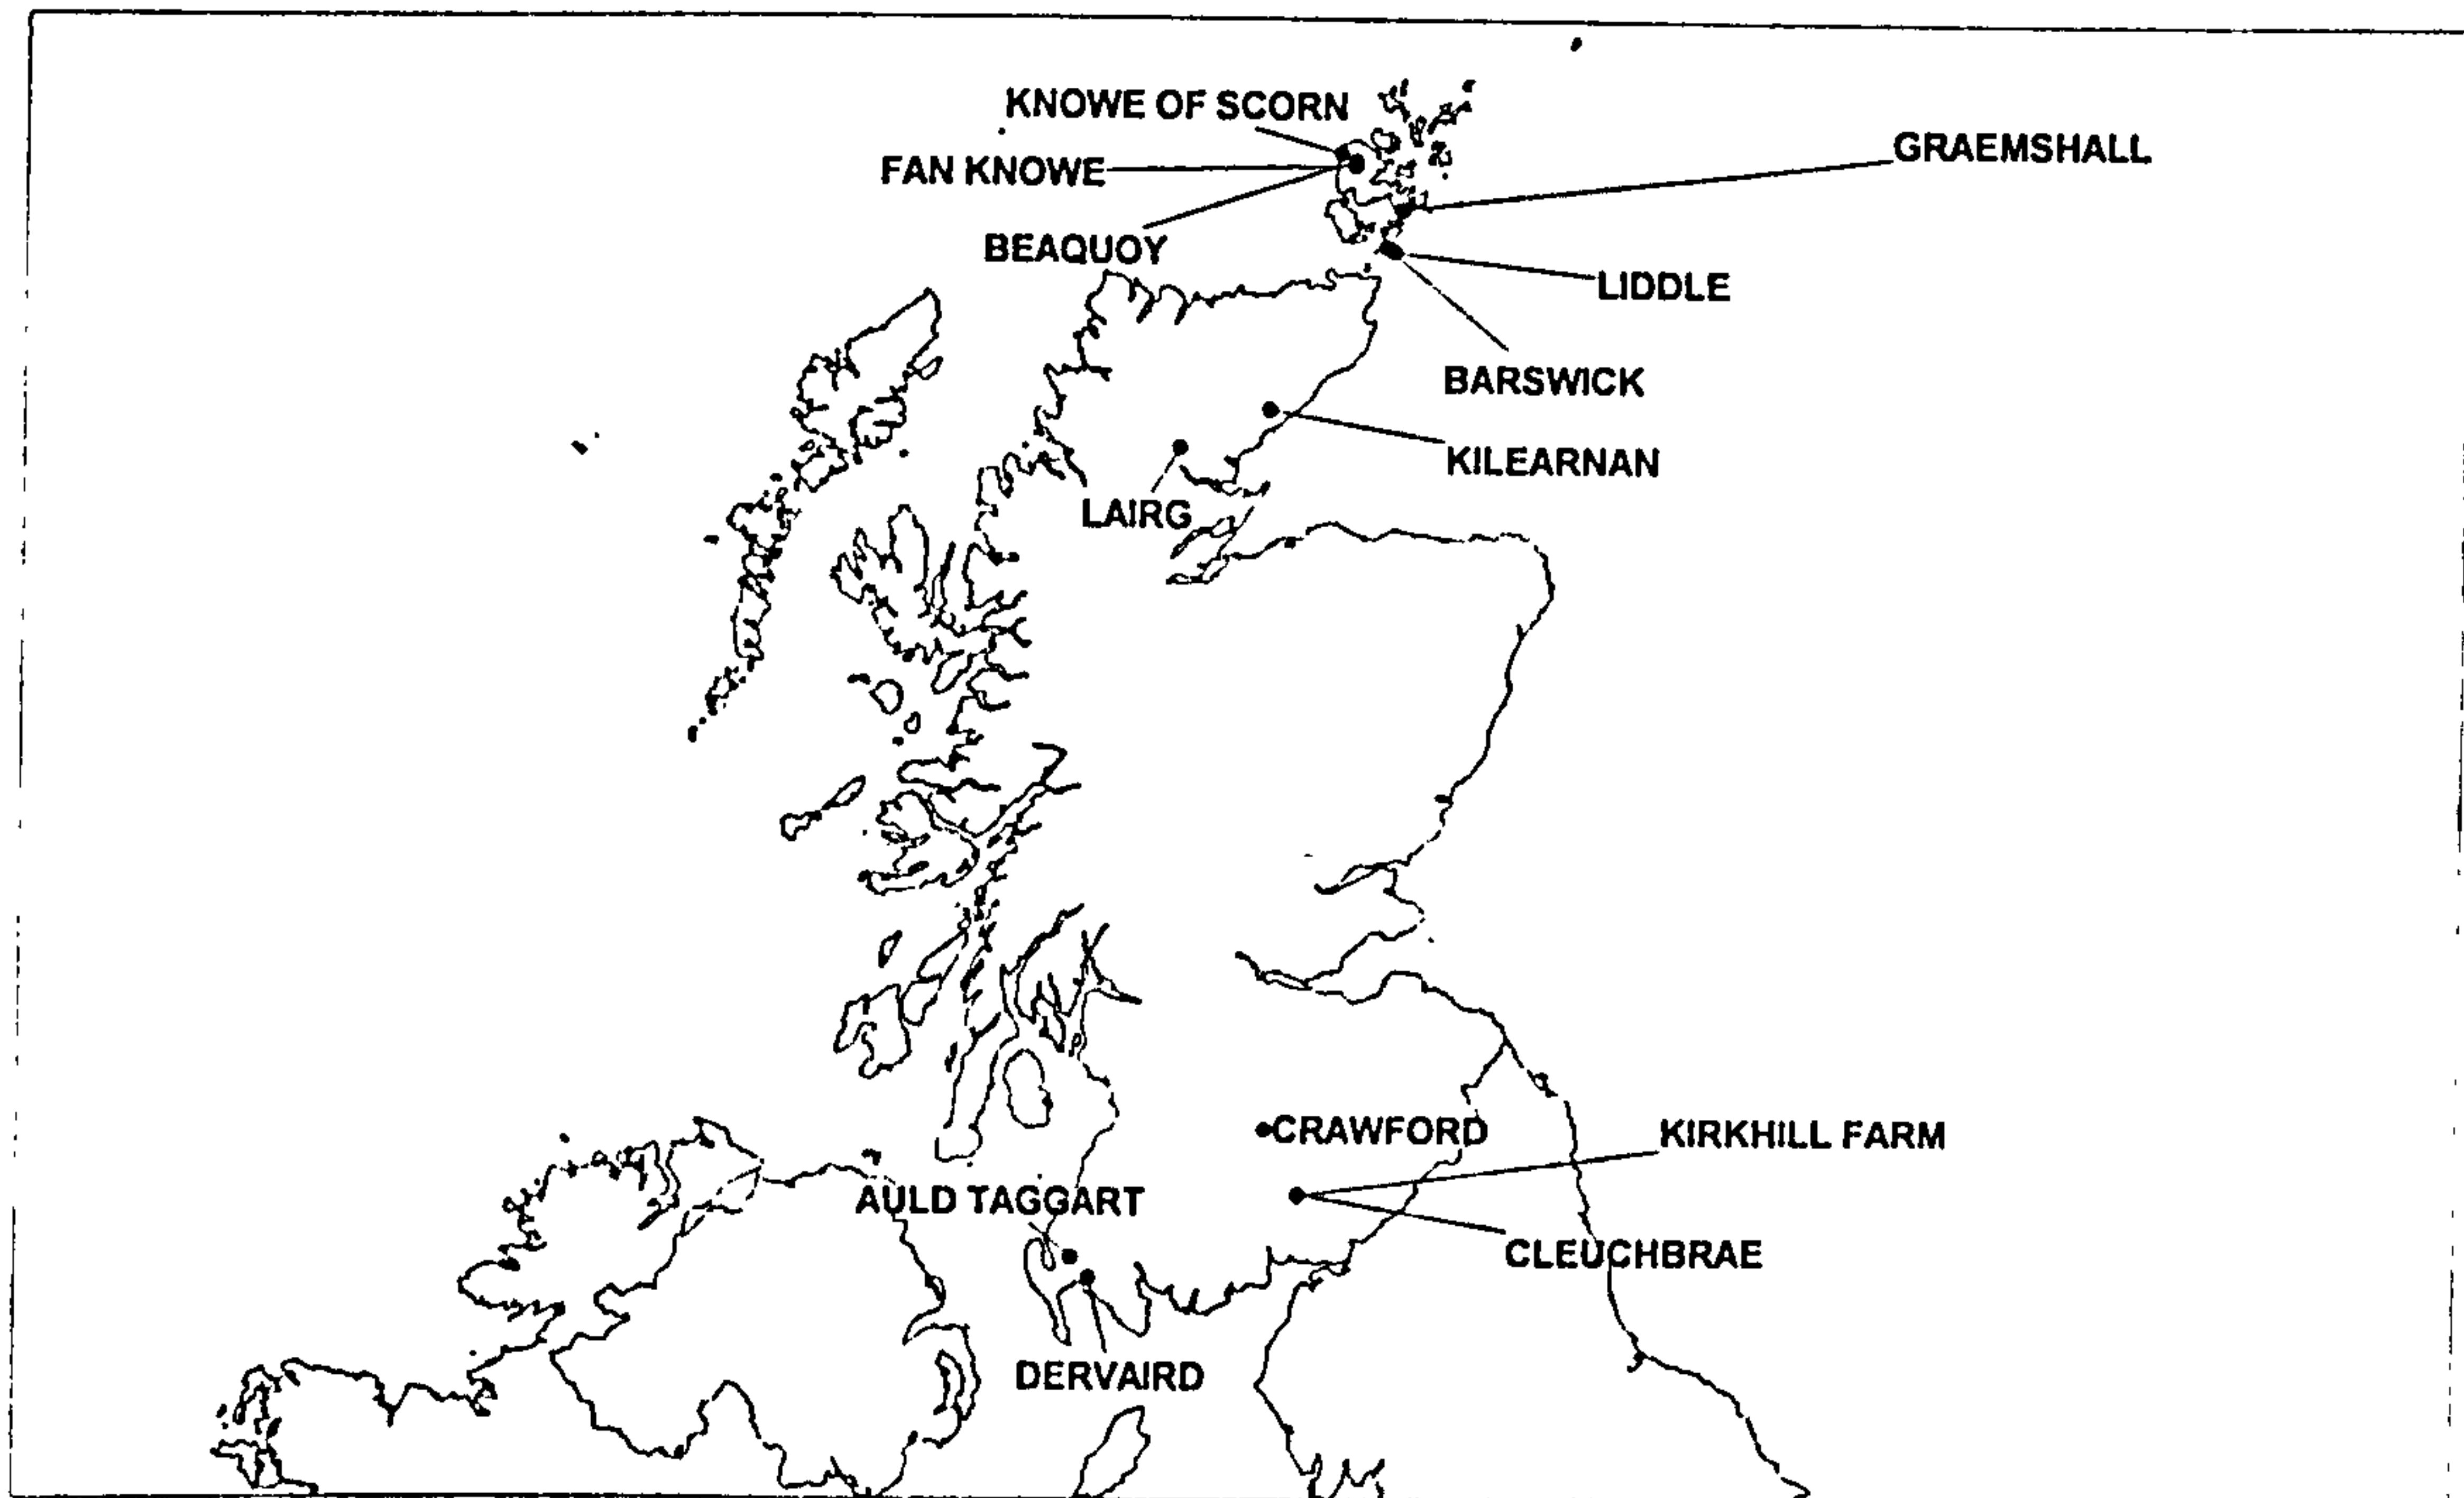 KNOWE OF SCORN
GRAEMSHALL
FAN KNOWE
BEAQUOY
LIDDLE
BARSWICK
KILEARNAN
LAIRG
CRAWFORD
KIRKHILL FARM
AULD TAGGART
CLEUCHBRAE
DERVAIRD